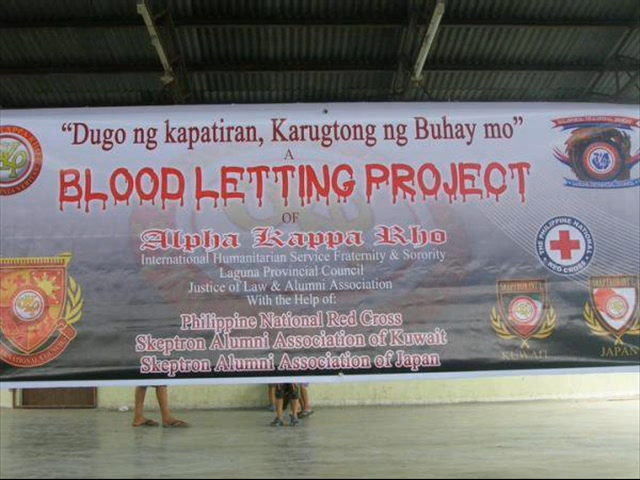 "Dugo ng kapatiran, Karugtong ng Buhay mo"
A
BLOOD LETTING PROJECT
OF
Alpha Kappa Rho
International Humanitarian Service Fraternity & Sorority
Laguna Provincial Council
Justice of Law & Alumni Association
With the Help of:
Philippine National Red Cross
Skeptron Alumni Association of Kuwait
Skeptron Alumni Association of Japan
THE PHILIPPINE NATIONAL
RED CROSS
KUWAIT
JAPAN